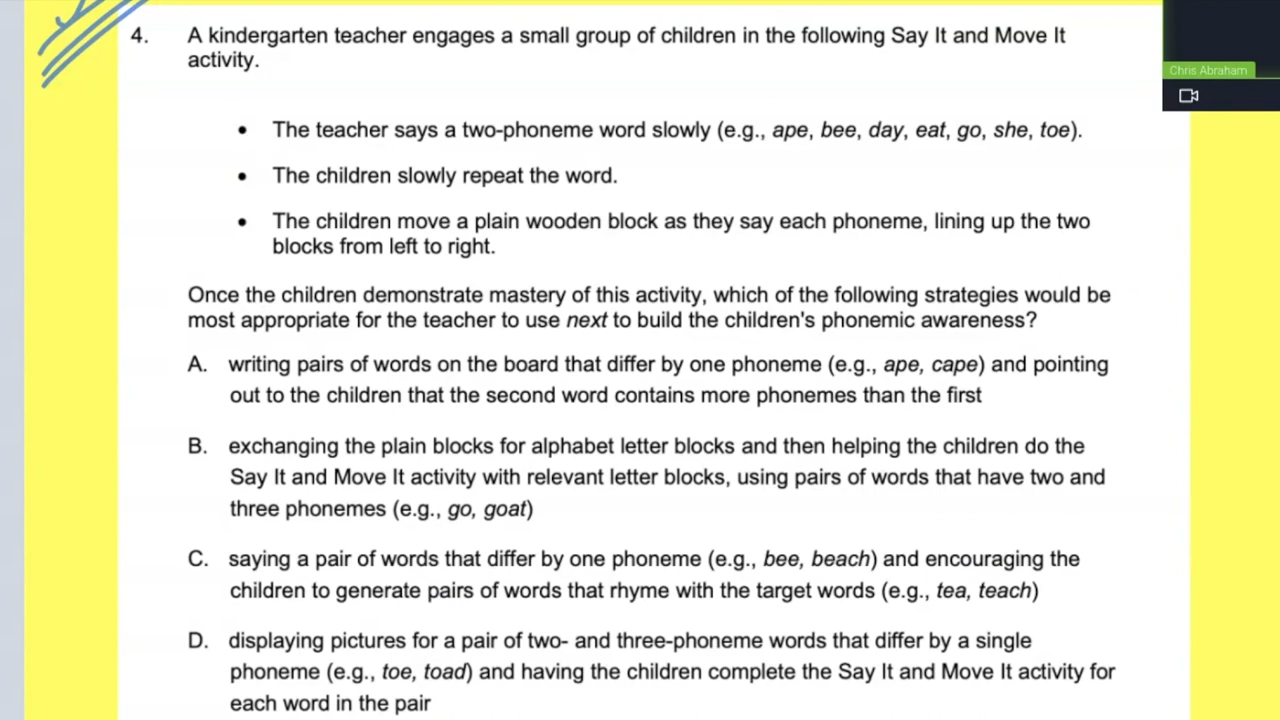 4. A kindergarten teacher engages a small group of children in the following Say It and Move It
activity.
Chris Abraham
• The teacher says a two-phoneme word slowly (e.g., ape, bee, day, eat, go, she, toe).
• The children slowly repeat the word.
• The children move a plain wooden block as they say each phoneme, lining up the two
blocks from left to right.
Once the children demonstrate mastery of this activity, which of the following strategies would be
most appropriate for the teacher to use next to build the children's phonemic awareness?
A. writing pairs of words on the board that differ by one phoneme (e.g., ape, cape) and pointing
out to the children that the second word contains more phonemes than the first
B. exchanging the plain blocks for alphabet letter blocks and then helping the children do the
Say It and Move It activity with relevant letter blocks, using pairs of words that have two and
three phonemes (e.g., go, goat)
C. saying a pair of words that differ by one phoneme (e.g., bee, beach) and encouraging the
children to generate pairs of words that rhyme with the target words (e.g., tea, teach)
D. displaying pictures for a pair of two- and three-phoneme words that differ by a single
phoneme (e.g., toe, toad) and having the children complete the Say It and Move It activity for
each word in the pair